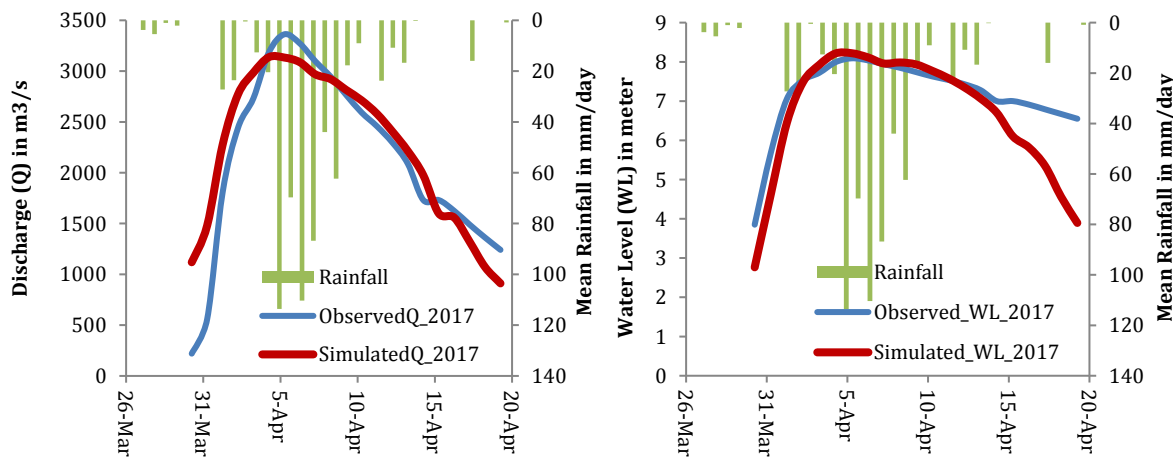 Discharge (Q) in m3/s
3500
3000
2500
2000
1500
1000
500
0
0
20
40
60
80
100
120
140
Mean Rainfall in mm/day
Rainfall
ObservedQ_2017
SimulatedQ_2017
26-Mar
31-Mar
5-Apr
10-Apr
15-Apr
20-Apr
Water Level (WL) in meter
9
8
7
6
5
4
3
2
1
0
0
20
40
60
80
100
120
140
Mean Rainfall in mm/day
Rainfall
Observed_WL_2017
Simulated_WL_2017
26-Mar
31-Mar
5-Apr
10-Apr
15-Apr
20-Apr